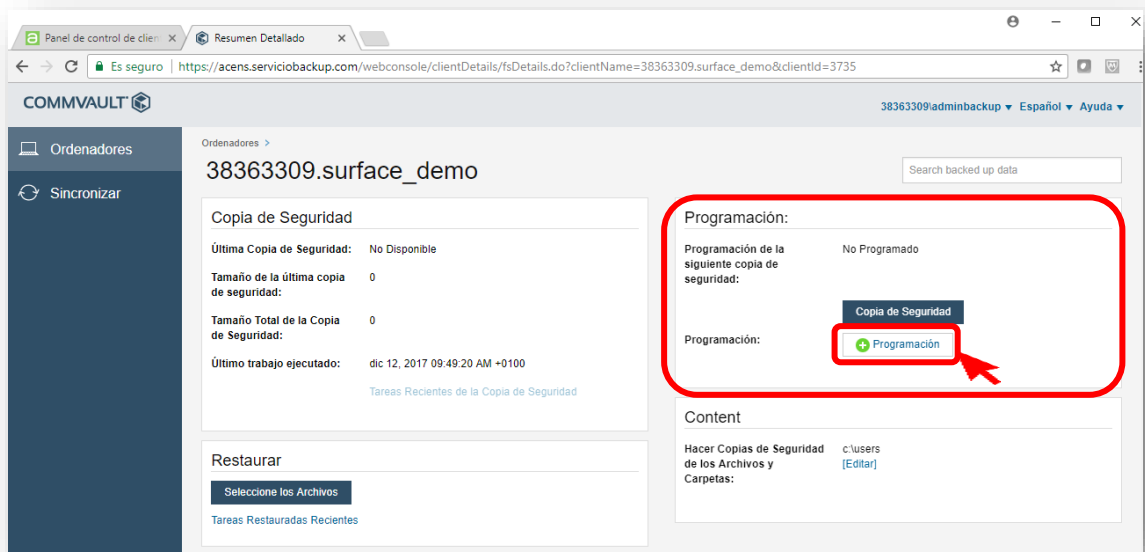 Panel de control de clien
Resumen Detallado
Es seguro
https://acens.serviciobackup.com/webconsole/clientDetails/fsDetails.do?clientName=38363309.surface_demo&clientId=3735
COMMVAULT
38363309\adminbackup
Español
Ayuda
Ordenadores
Sincronizar
Ordenadores >
38363309.surface_demo
Search backed up data
Copia de Seguridad
Última Copia de Seguridad: No Disponible
Tamaño de la última copia 0
de seguridad:
Tamaño Total de la Copia 0
de Seguridad:
Último trabajo ejecutado: dic 12, 2017 09:49:20 AM +0100
Tareas Recientes de la Copia de Seguridad
Restaurar
Seleccione los Archivos
Tareas Restauradas Recientes
Programación:
Programación de la No Programado
siguiente copia de
seguridad:
Copia de Seguridad
Programación: Programación
Content
Hacer Copias de Seguridad c:\users
de los Archivos y [Editar]
Carpetas: